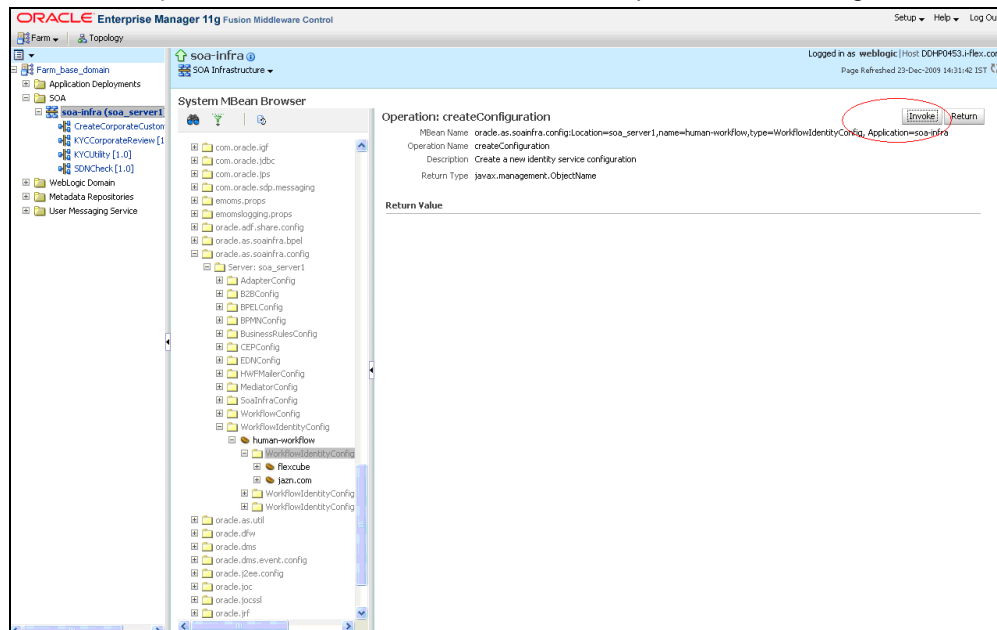 ORACLE Enterprise Manager 11g Fusion Middleware Control
Setup Help Log Ou
Farm Topology
Farm_base_domain
Application Deployments
SOA
soa-infra (soa_server1
CreateCorporateCustom
KYCCorporateReview [1
KYCUtility [1.0]
SDNCheck [1.0]
WebLogic Domain
Metadata Repositories
User Messaging Service
soa-infra
SOA Infrastructure
Logged in as weblogic|Host DDHP0453.i-flex.com
Page Refreshed 23-Dec-2009 14:31:42 IST
System MBean Browser
com.oracle.igf
com.oracle.jdbc
com.oracle.jps
com.oracle.sdp.messaging
emoms.props
emomslogging.props
oracle.adf.share.config
oracle.as.soainfra.bpel
oracle.as.soainfra.config
Server: soa_server1
AdapterConfig
B2BConfig
BPELConfig
BPMNConfig
BusinessRulesConfig
CEPConfig
EDNConfig
HWFMailerConfig
MediatorConfig
SoaInfraConfig
WorkflowConfig
WorkflowIdentityConfig
human-workflow
WorkflowIdentityConfig
flexcube
jazn.com
WorkflowIdentityConfig
WorkflowIdentityConfig
oracle.as.util
oracle.dfw
oracle.dms
oracle.dms.event.config
oracle.j2ee.config
oracle.joc
oracle.jocssl
oracle.jrf
Operation: createConfiguration
Invoke Return
MBean Name oracle.as.soainfra.config:Location=soa_server1,name=human-workflow,type=WorkflowIdentityConfig, Application=soa-infra
Operation Name createConfiguration
Description Create a new identity service configuration
Return Type javax.management.ObjectName
Return Value